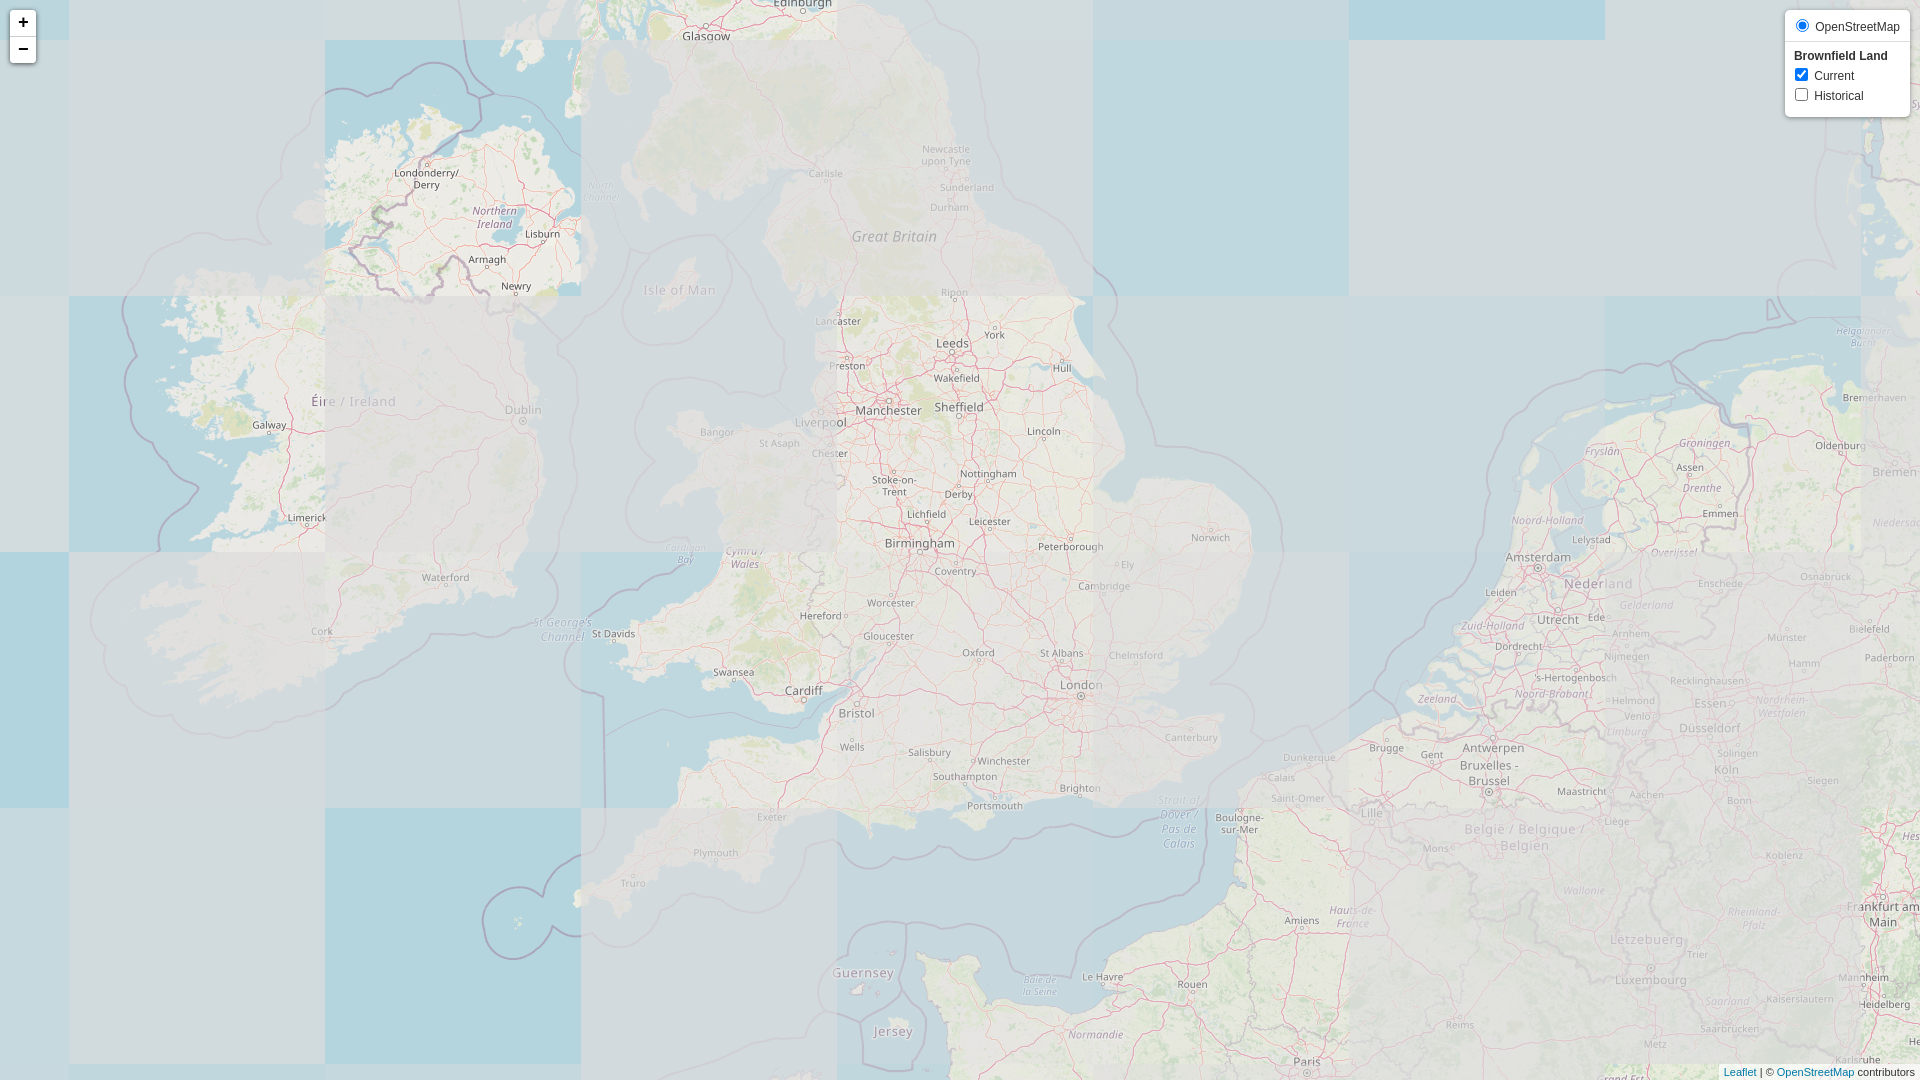 +
−
OpenStreetMap
Brownfield Land
Current
Historical
Edinburgh
Glasgow
Londonderry/
Derry
North
Channel
Newcastle
upon Tyne
Carlisle
Sunderland
Durham
Northern
Ireland
Lisburn
Great Britain
Armagh
Newry
Isle of Man
Ripon
Lancaster
York
Leeds
Preston
Hull
Wakefield
Helgoländer
Bucht
Bremerhaven
Éire / Ireland
Dublin
Manchester
Sheffield
Galway
Bangor
St Asaph
Liverpool
Lincoln
Chester
Groningen
Oldenburg
Fryslân
Assen
Bremen
Nottingham
Stoke-on-
Trent
Derby
Drenthe
Limerick
Lichfield
Leicester
Emmen
Noord-Holland
Niedersac
Norwich
Birmingham
Peterborough
Lelystad
Cardigan
Bay
Cymru /
Wales
Overijssel
Amsterdam
Waterford
Coventry
Ely
Cambridge
Nederland
Enschede
Osnabrück
Leiden
Worcester
Hereford
Gelderland
St George's
Channel
St Davids
Gloucester
Cork
Utrecht
Ede
Zuid-Holland
Arnhem
Münster
Bielefeld
Oxford
St Albans
Chelmsford
Dordrecht
Nijmegen
Hamm
Paderborn
Swansea
Cardiff
London
's-Hertogenbosch
Recklinghausen
Zeeland
Noord-Brabant
Helmond
Essen
Nordrhein-
Westfalen
Bristol
Venlo
Düsseldorf
Limburg
Wells
Salisbury
Winchester
Canterbury
Brugge
Gent
Antwerpen
Dunkerque
Bruxelles -
Brussel
Solingen
Köln
Southampton
Calais
Siegen
Brighton
Maastricht
Aachen
Bonn
Portsmouth
Saint-Omer
Strait of
Dover /
Pas de
Calais
Exeter
Boulogne-
sur-Mer
Lille
Liège
België / Belgique /
Belgien
Mons
Plymouth
Koblenz
Truro
Wallonie
Hauts-de-
France
Amiens
Rheinland-
Pfalz
Frankfurt am
Main
Lëtzebuerg
Trier
Guernsey
Le Havre
Baie de
la Seine
Rouen
Luxembourg
Mannheim
Saarland
Kaiserslautern
Heidelberg
Jersey
Normandie
Reims
Saarbrücken
Metz
Paris
Karlsruhe
Leaflet | © OpenStreetMap contributors